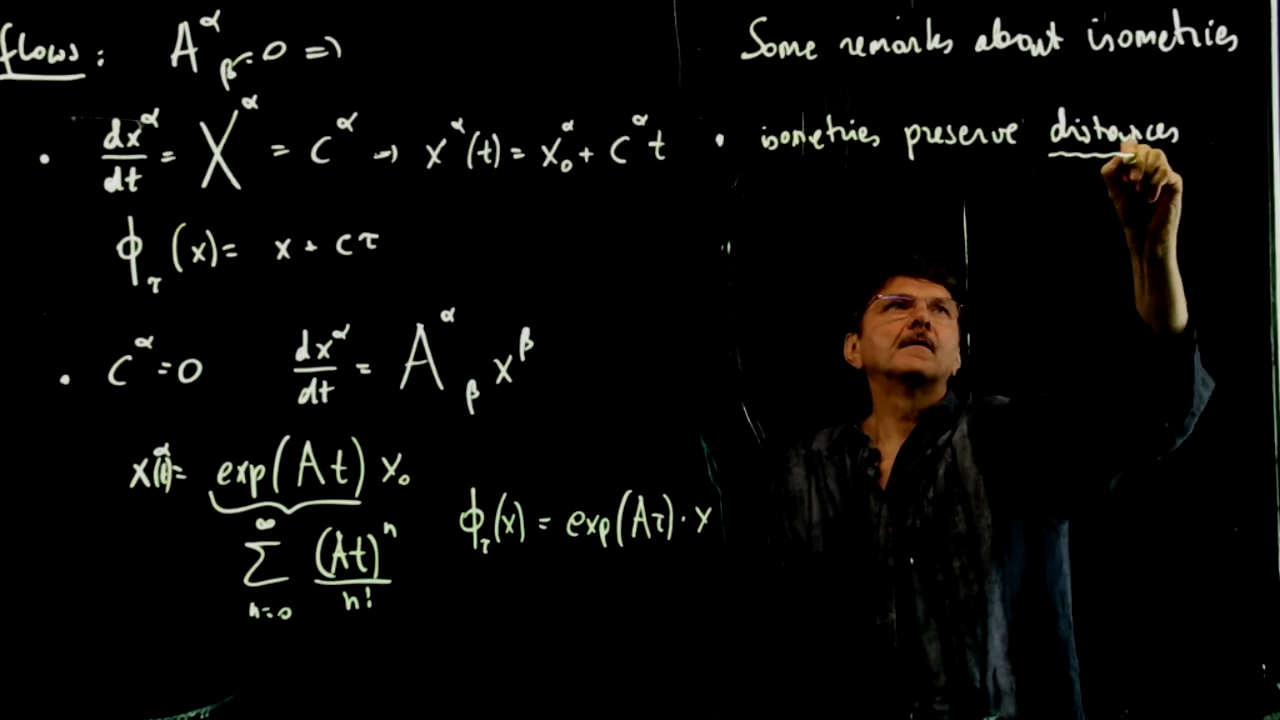 flows: A^α_β = 0 ⇒
• dx^α/dt = X^α = C^α ⇝ x^α(t) = x_0^α + C^α t
ϕ_τ(x) = x + Cτ
• C^α = 0 dx^α/dt = A^α_β x^β
x^α(t) = exp(At) x_0
∑_{n=0}^∞ (At)^n/n!
ϕ_τ(x) = exp(Aτ)·x
Some remarks about isometries
• isometries preserve distances